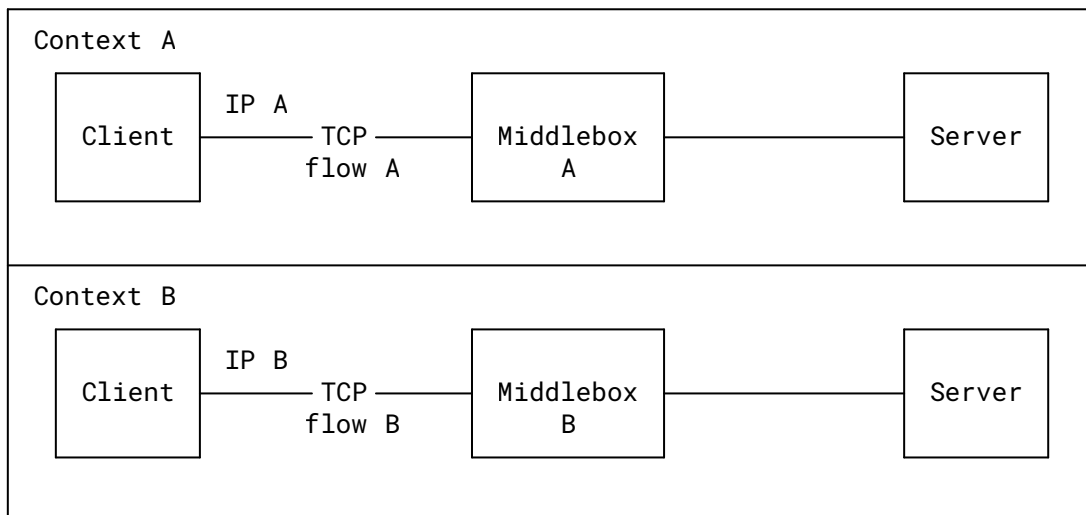 Context A
IP A
Client TCP Middlebox Server
flow A A
Context B
IP B
Client TCP Middlebox Server
flow B B